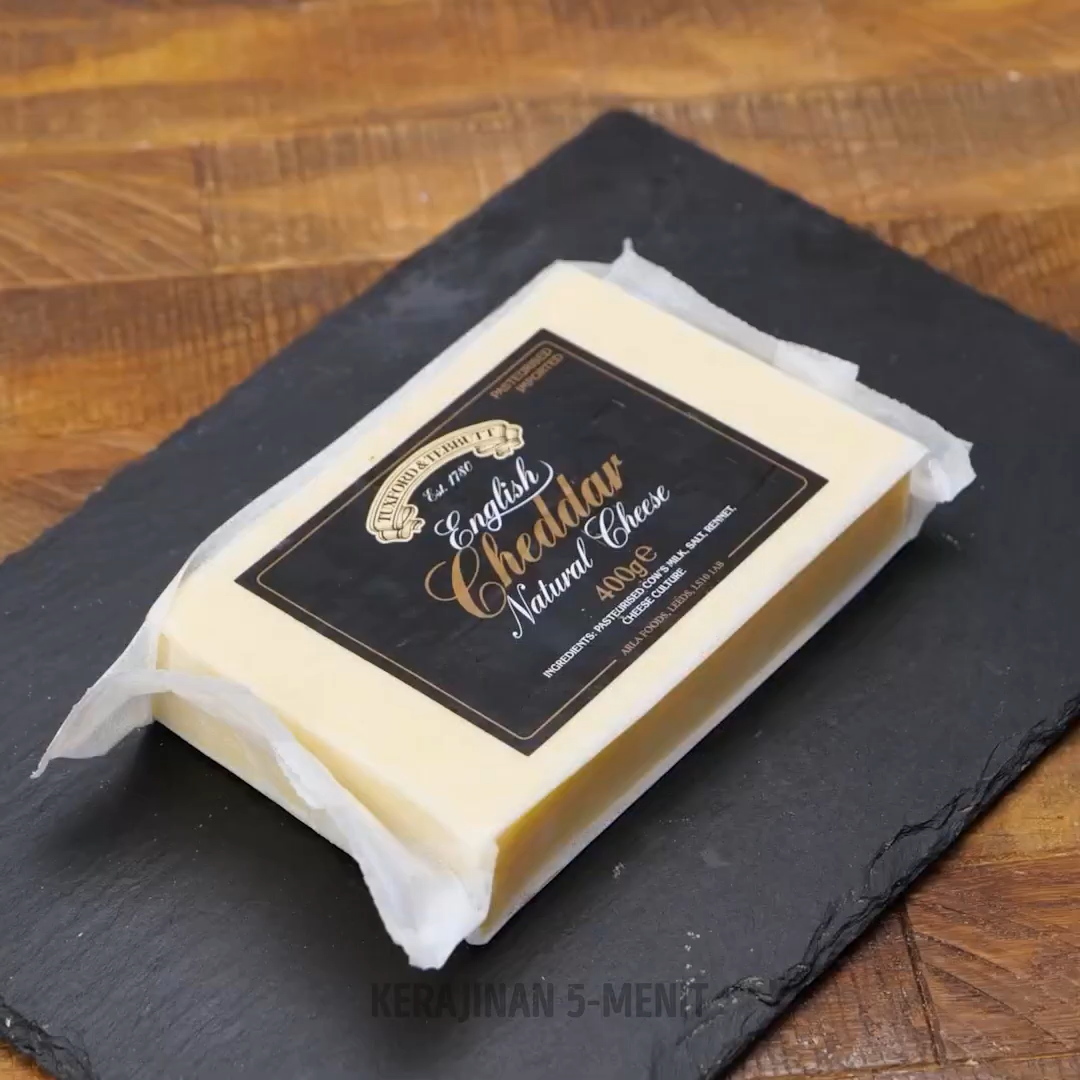 PASTEURISED
IMPORTED
TUXFORD & TEBBUTT
Est. 1780
English
Cheddar
Natural Cheese
400g℮
INGREDIENTS: PASTEURISED COW'S MILK, SALT, RENNET,
CHEESE CULTURE
ARLA FOODS, LEEDS, LS10 1AB
KERAJINAN 5-MENIT